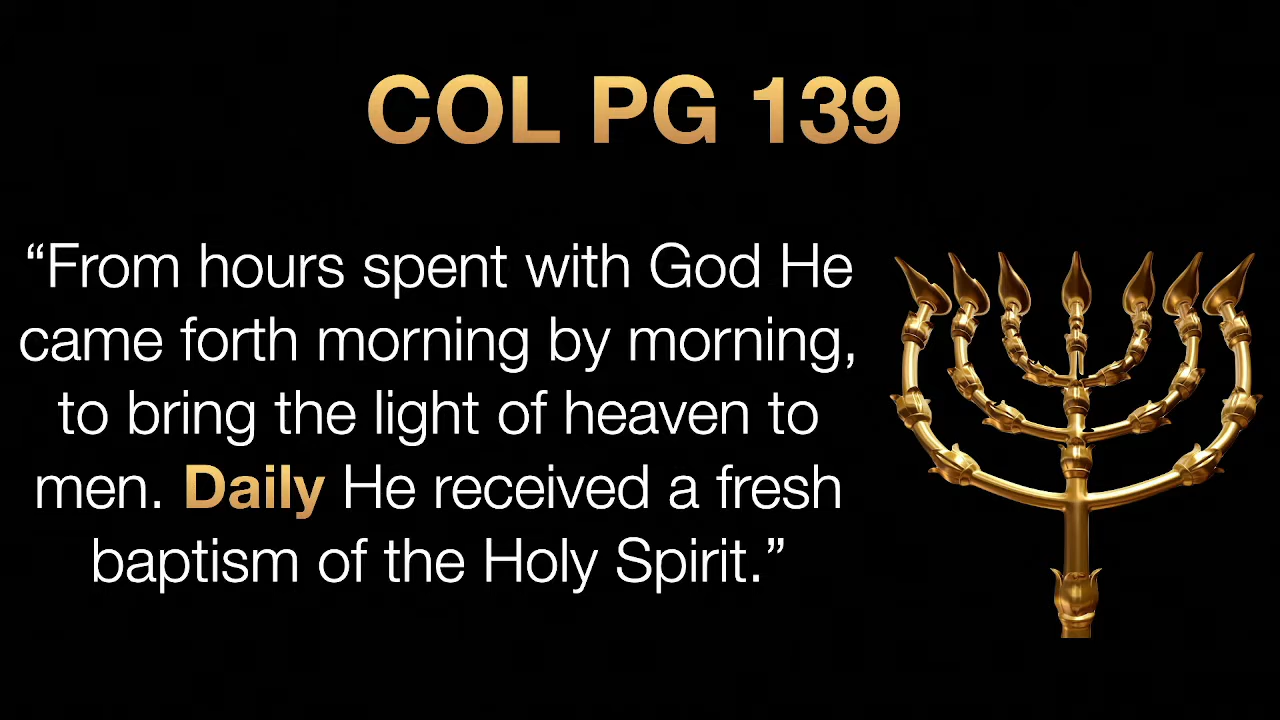 COL PG 139
“From hours spent with God He
came forth morning by morning,
to bring the light of heaven to
men. Daily He received a fresh
baptism of the Holy Spirit.”